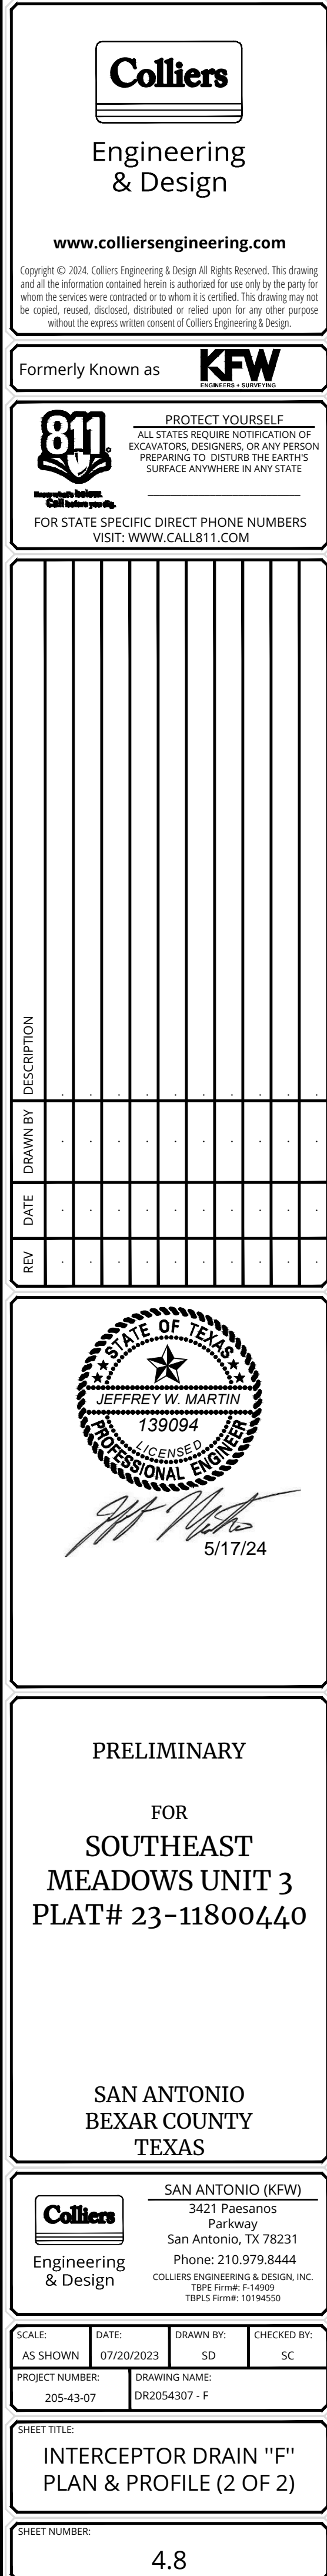 Colliers
Engineering
& Design
www.colliersengineering.com
Copyright © 2024. Colliers Engineering & Design All Rights Reserved. This drawing
and all the information contained herein is authorized for use only by the party for
whom the services were contracted or to whom it is certified. This drawing may not
be copied, reused, disclosed, distributed or relied upon for any other purpose
without the express written consent of Colliers Engineering & Design.
Formerly Known as
KFW
ENGINEERS + SURVEYING
811
Know what's below.
Call before you dig.
PROTECT YOURSELF
ALL STATES REQUIRE NOTIFICATION OF
EXCAVATORS, DESIGNERS, OR ANY PERSON
PREPARING TO DISTURB THE EARTH'S
SURFACE ANYWHERE IN ANY STATE
FOR STATE SPECIFIC DIRECT PHONE NUMBERS
VISIT: WWW.CALL811.COM
DESCRIPTION
DRAWN BY
DATE
REV
STATE OF TEXAS
JEFFREY W. MARTIN
139094
LICENSED
PROFESSIONAL ENGINEER
5/17/24
PRELIMINARY
FOR
SOUTHEAST
MEADOWS UNIT 3
PLAT# 23-11800440
SAN ANTONIO
BEXAR COUNTY
TEXAS
Colliers
Engineering
& Design
SAN ANTONIO (KFW)
3421 Paesanos
Parkway
San Antonio, TX 78231
Phone: 210.979.8444
COLLIERS ENGINEERING & DESIGN, INC.
TBPE Firm#: F-14909
TBPLS Firm#: 10194550
SCALE:
AS SHOWN
DATE:
07/20/2023
DRAWN BY:
SD
CHECKED BY:
SC
PROJECT NUMBER:
205-43-07
DRAWING NAME:
DR2054307 - F
SHEET TITLE:
INTERCEPTOR DRAIN "F"
PLAN & PROFILE (2 OF 2)
SHEET NUMBER:
4.8